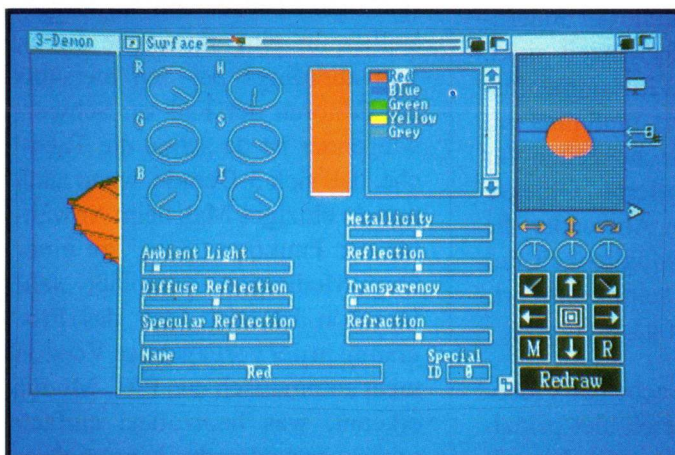 3-Demon
Surface
R H
G S
B I
Red
Blue
Green
Yellow
Grey
Metallicity
Ambient Light
Reflection
Diffuse Reflection
Transparency
Specular Reflection
Refraction
Name
Special
Red
ID 0
M R
Redraw